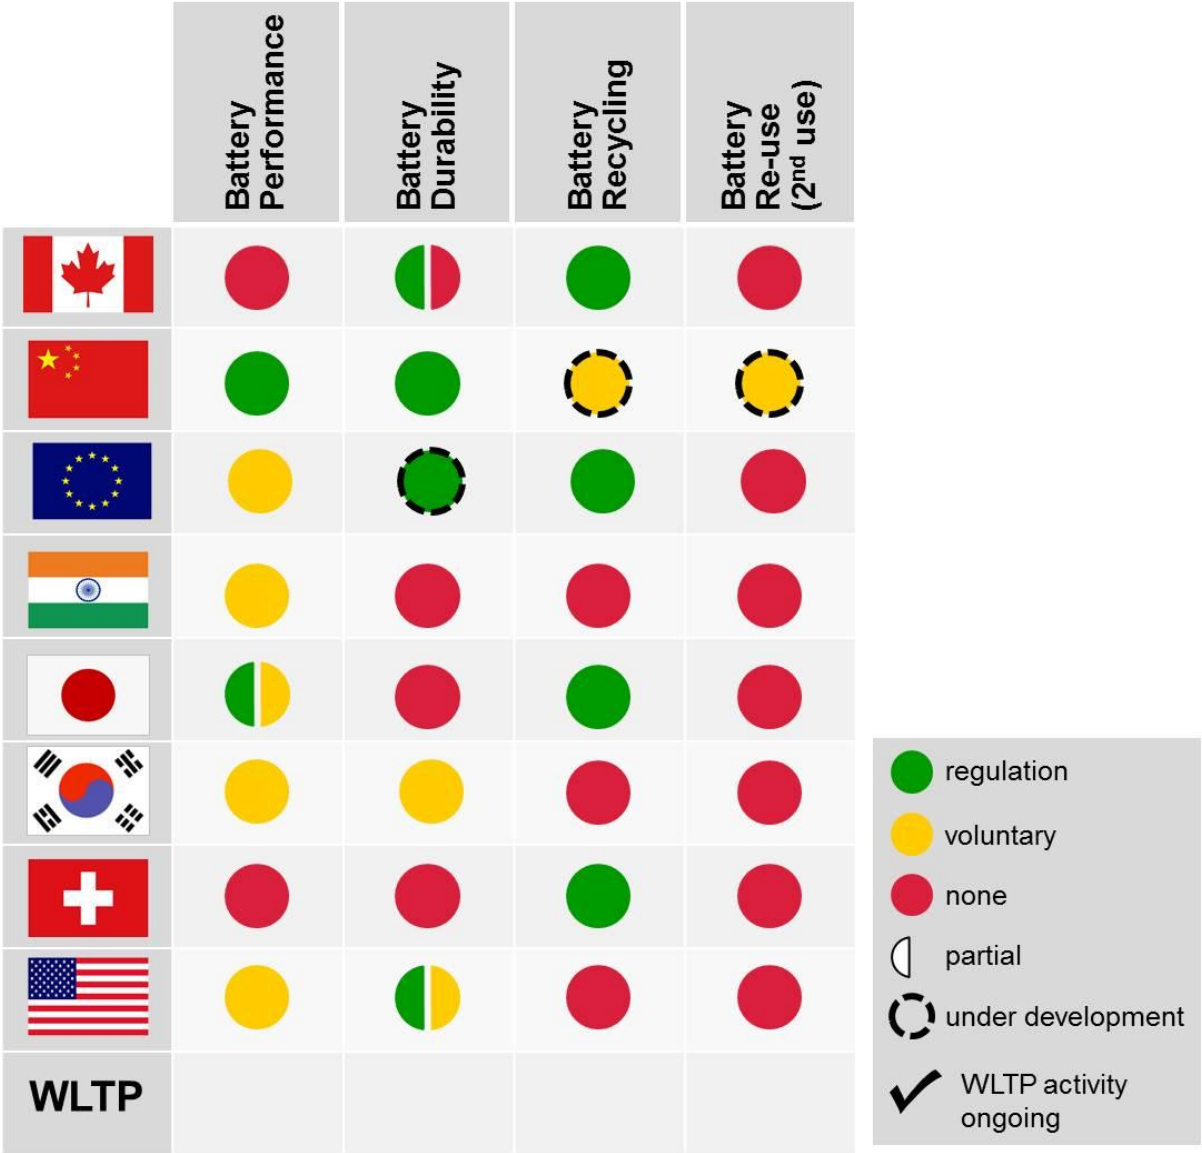 Battery
Performance
Battery
Durability
Battery
Recycling
Battery
Re-use
(2nd use)
regulation
voluntary
none
partial
under development
WLTP activity
ongoing
WLTP